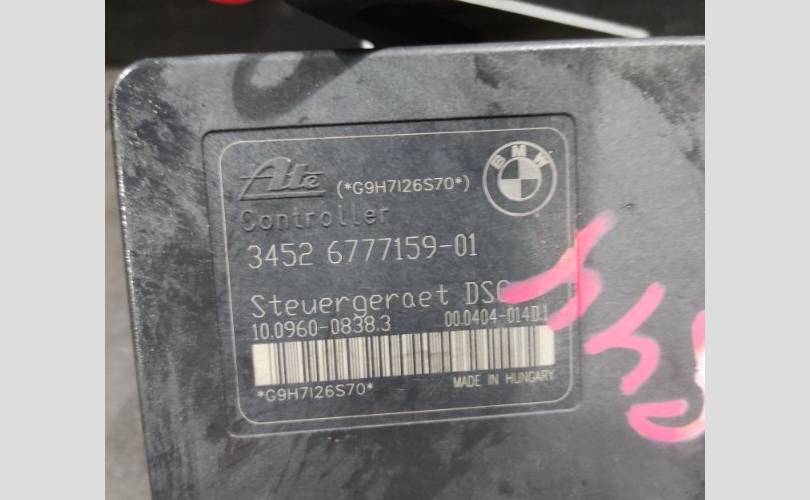 Ate (*G9H7I26S70*) BMW
Controller
3452 6777159-01
Steuergeraet DSC
10.0960-0838.3 00.0404-014D.1
*G9H7I26S70* MADE IN HUNGARY